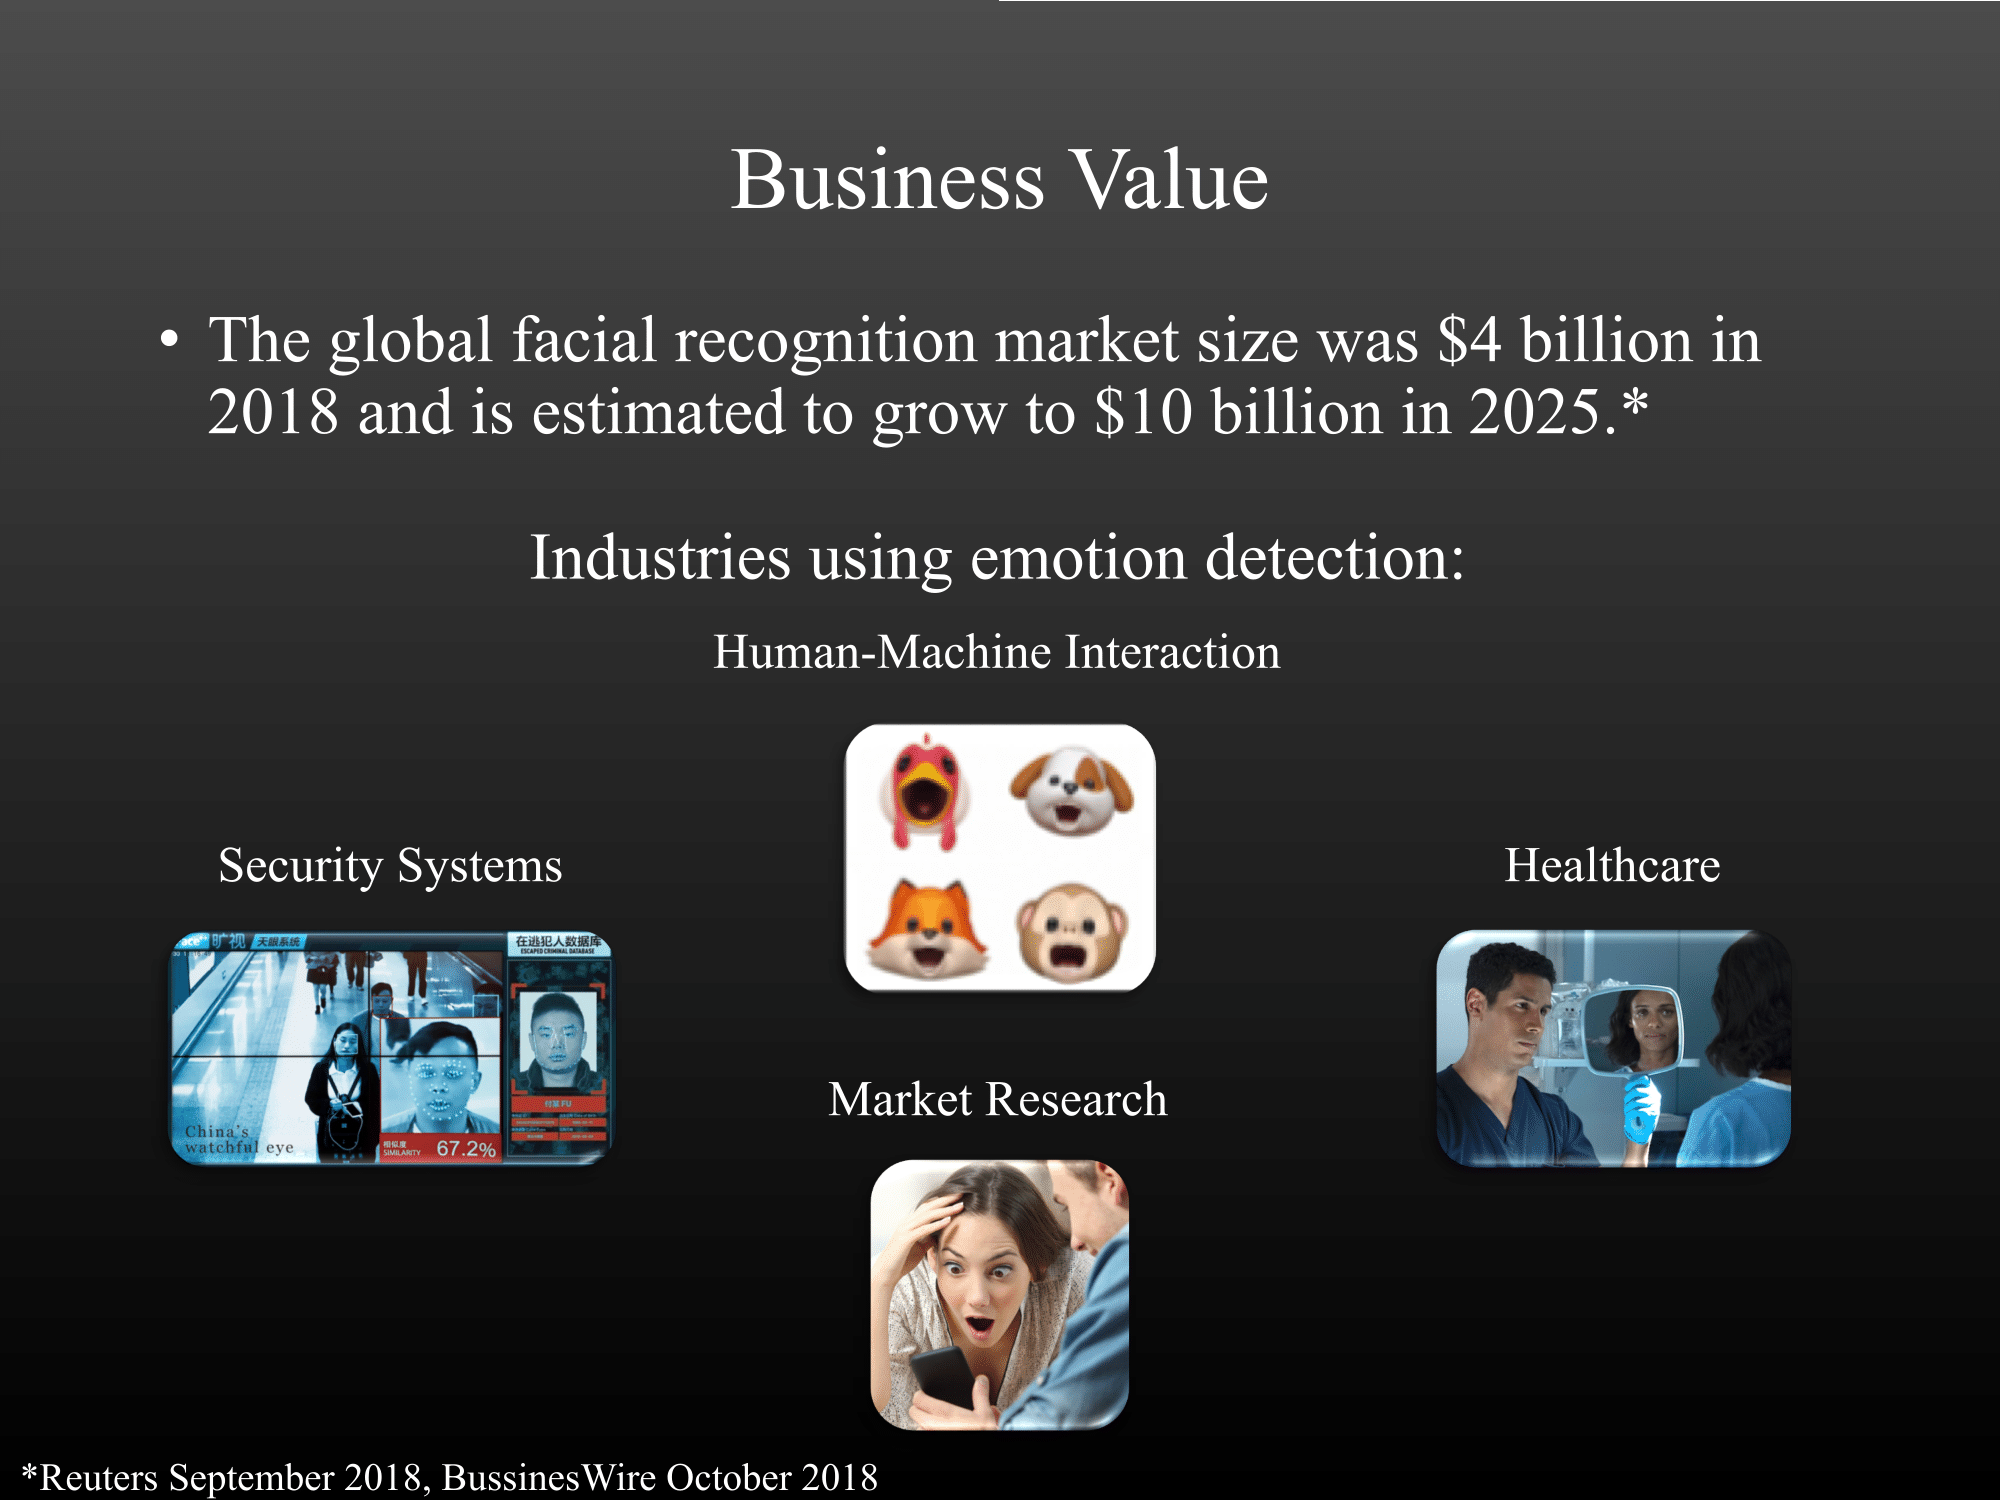 Business Value
• The global facial recognition market size was $4 billion in
2018 and is estimated to grow to $10 billion in 2025.*
Industries using emotion detection:
Human-Machine Interaction
Security Systems
Healthcare
旷视 天眼系统
在逃犯人数据库
ESCAPED CRIMINAL DATABASE
付某 FU
China's
watchful eye
相似度
SIMILARITY 67.2%
Market Research
*Reuters September 2018, BussinesWire October 2018